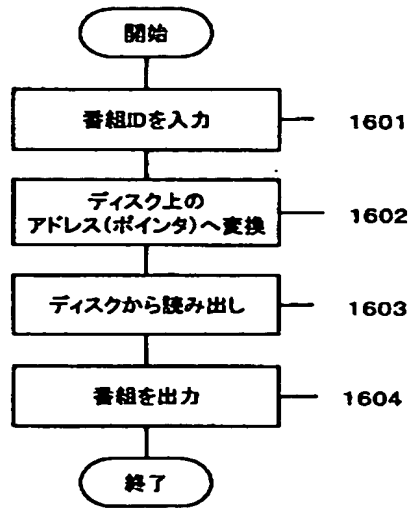 開始
番組IDを入力
1601
ディスク上の
アドレス(ポインタ)へ変換
1602
ディスクから読み出し
1603
番組を出力
1604
終了